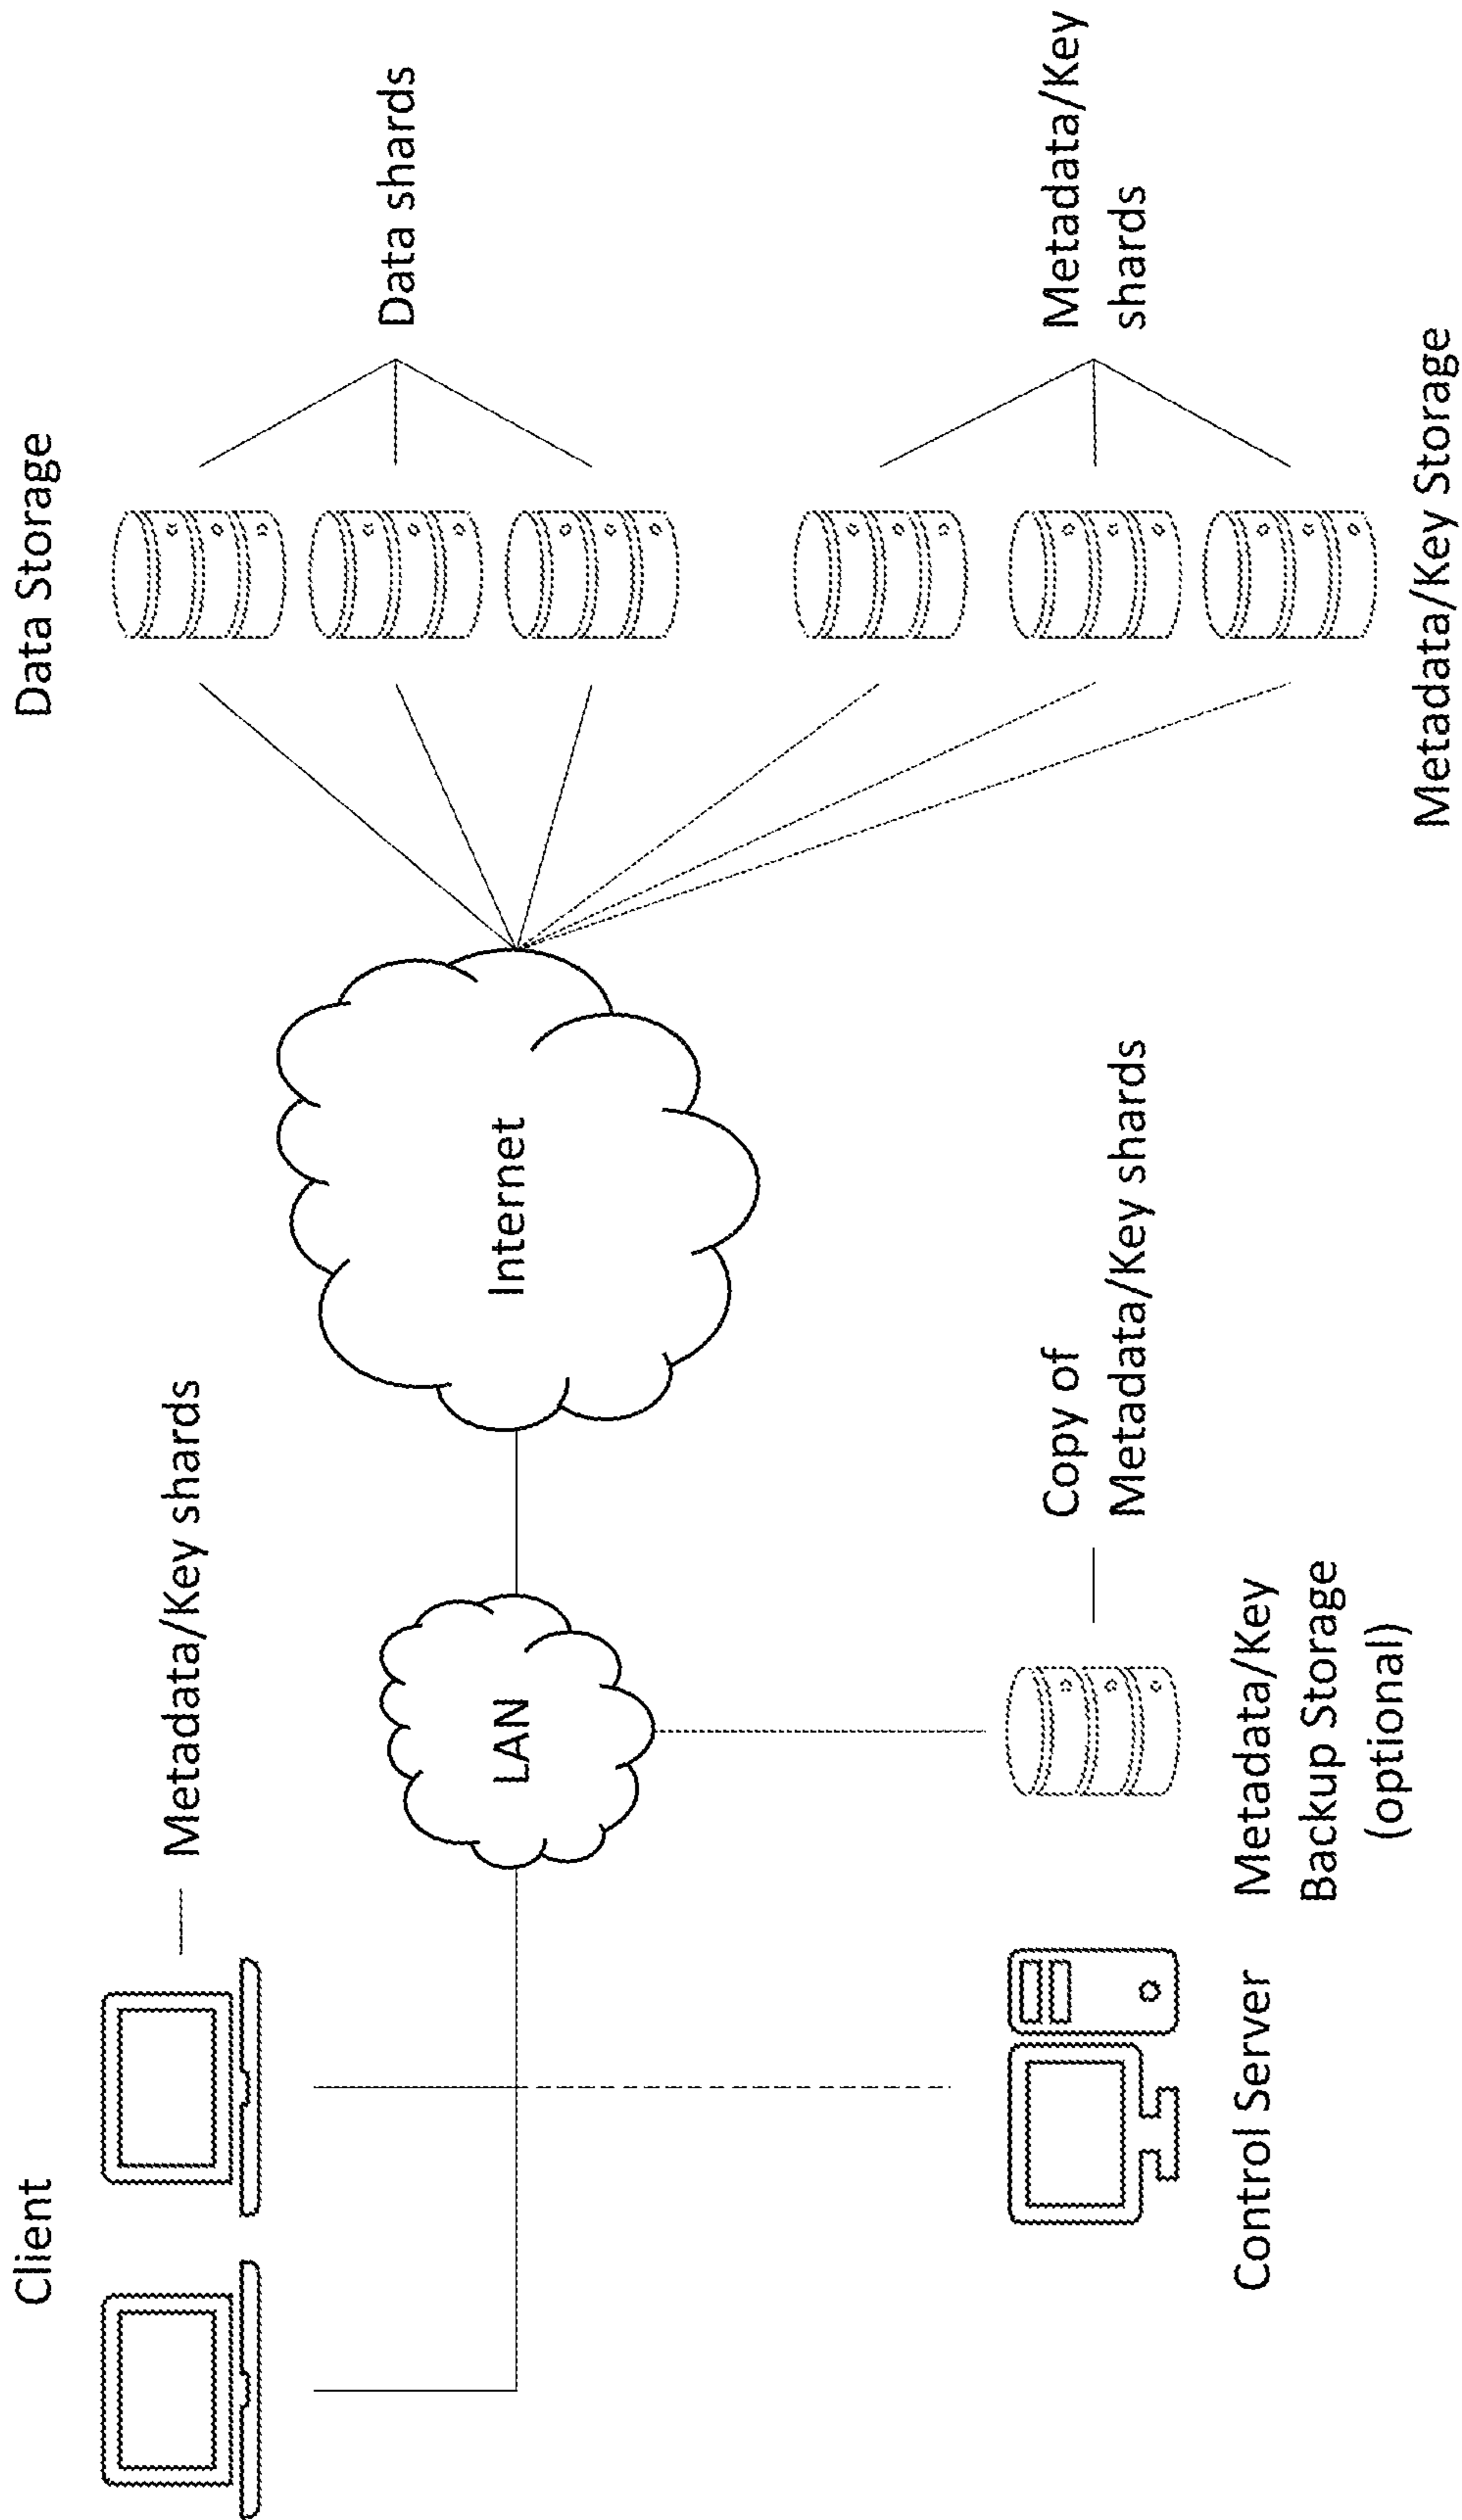 Client
Data Storage
Metadata/Key shards
Data shards
LAN
Internet
Copy of
Metadata/Key shards
Metadata/Key
shards
Control Server
Metadata/Key
Backup Storage
(optional)
Metadata/Key Storage